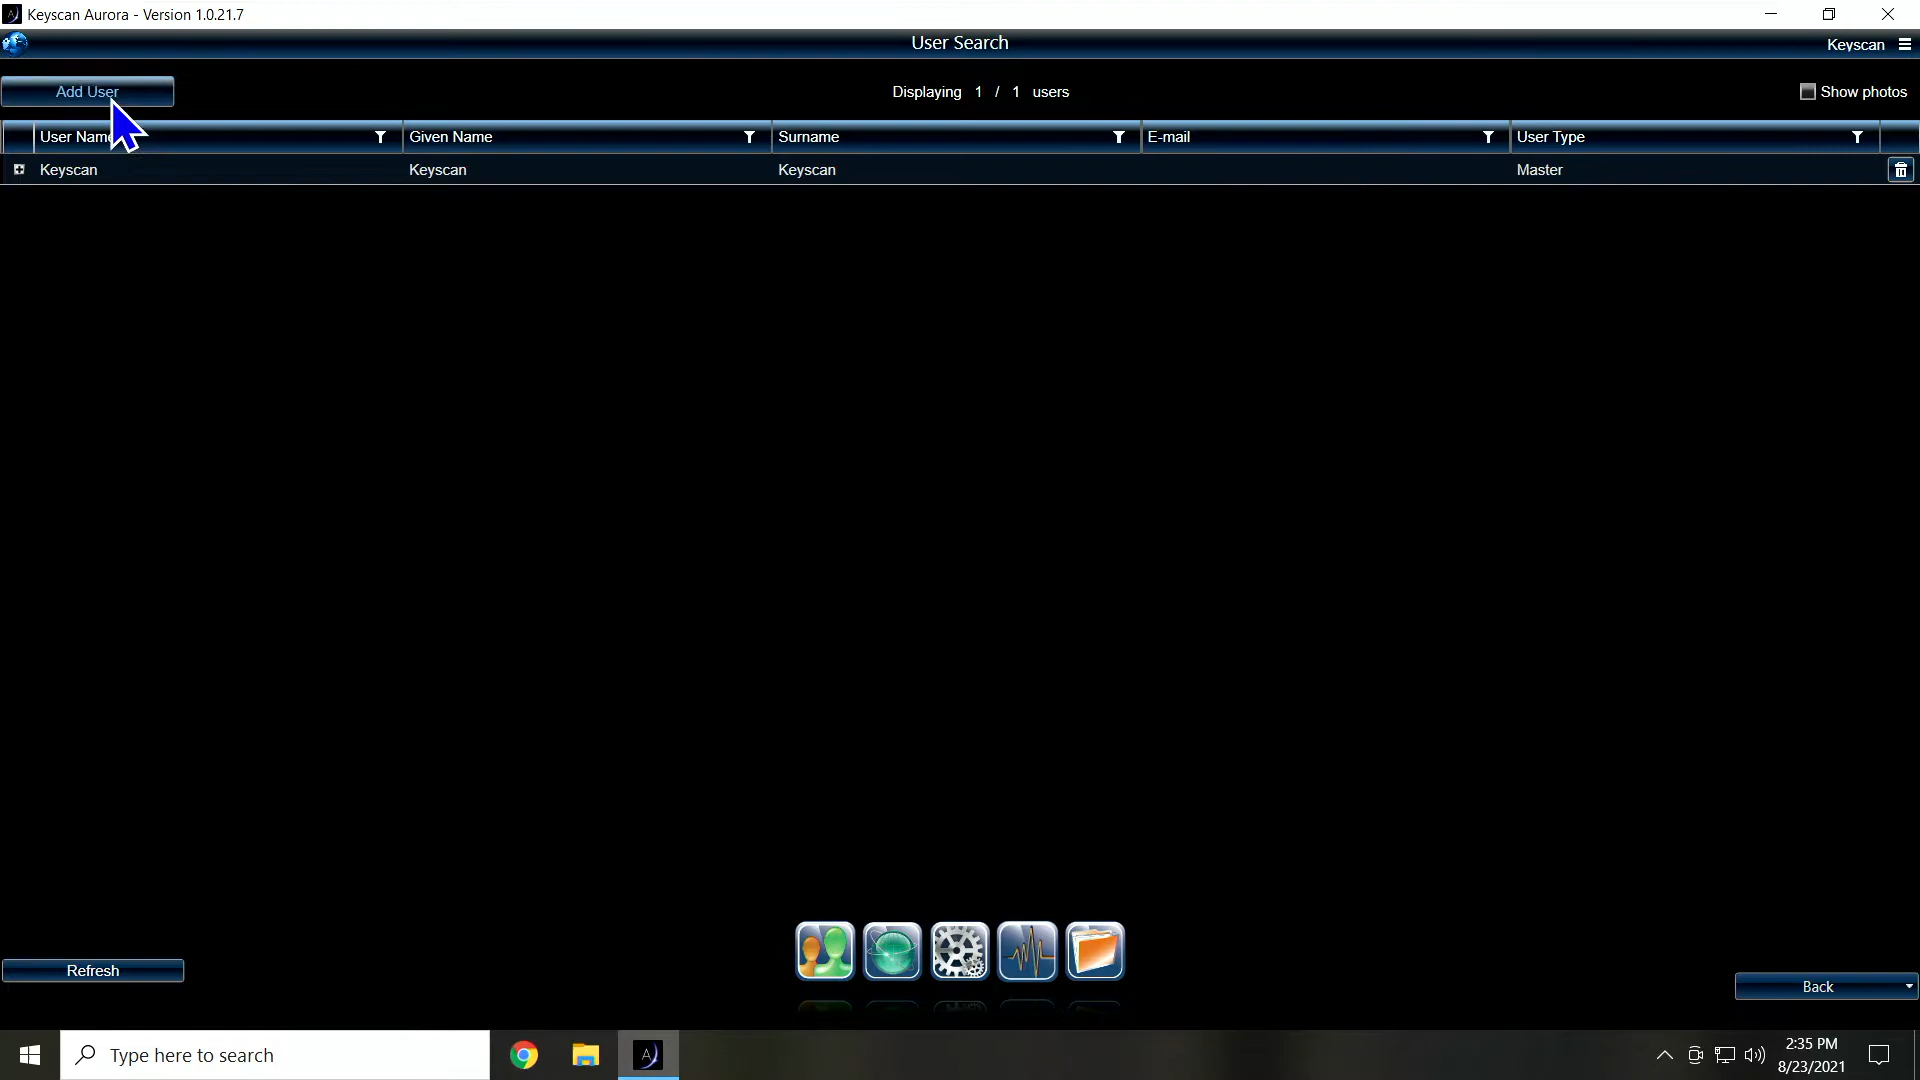 Keyscan Aurora - Version 1.0.21.7
User Search
Keyscan
Add User
Displaying 1 / 1 users
Show photos
User Name Given Name Surname E-mail User Type
Keyscan Keyscan Keyscan Master
Refresh
Back
Type here to search
2:35 PM
8/23/2021